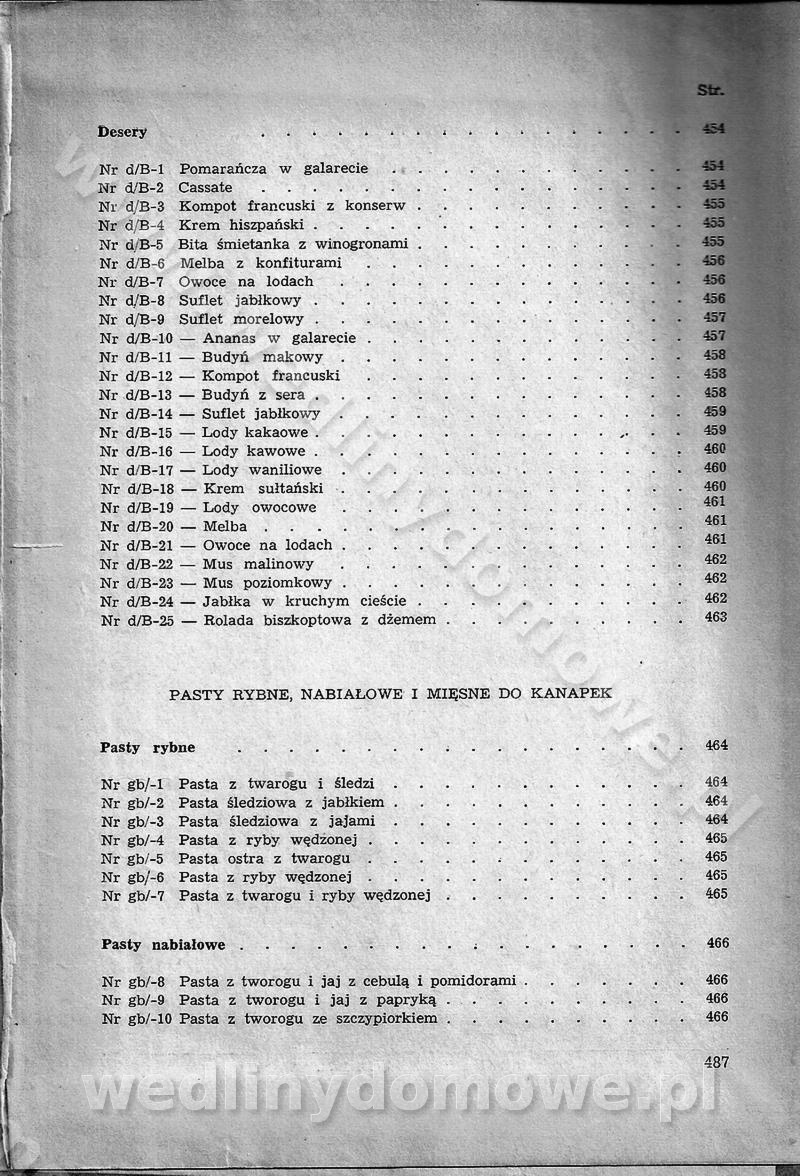 Str.
Desery . . . . . . . . . . . . . . . . . 454
Nr d/B-1 Pomarańcza w galarecie . . . . . . . . . . . . 454
Nr d/B-2 Cassate . . . . . . . . . . . . . . . . . 454
Nr d/B-3 Kompot francuski z konserw . . . . . . . . . . . 455
Nr d/B-4 Krem hiszpański . . . . . . . . . . . . . . . 455
Nr d/B-5 Bita śmietanka z winogronami . . . . . . . . . . . 455
Nr d/B-6 Melba z konfiturami . . . . . . . . . . . . . 456
Nr d/B-7 Owoce na lodach . . . . . . . . . . . . . . 456
Nr d/B-8 Suflet jabłkowy . . . . . . . . . . . . . . . 456
Nr d/B-9 Suflet morelowy . . . . . . . . . . . . . . . 457
Nr d/B-10 — Ananas w galarecie . . . . . . . . . . . . . 457
Nr d/B-11 — Budyń makowy . . . . . . . . . . . . . . 458
Nr d/B-12 — Kompot francuski . . . . . . . . . . . . . 458
Nr d/B-13 — Budyń z sera . . . . . . . . . . . . . . . 458
Nr d/B-14 — Suflet jabłkowy . . . . . . . . . . . . . . 459
Nr d/B-15 — Lody kakaowe . . . . . . . . . . . . . . . 459
Nr d/B-16 — Lody kawowe . . . . . . . . . . . . . . . 460
Nr d/B-17 — Lody waniliowe . . . . . . . . . . . . . . 460
Nr d/B-18 — Krem sułtański . . . . . . . . . . . . . . 460
Nr d/B-19 — Lody owocowe . . . . . . . . . . . . . . 461
Nr d/B-20 — Melba . . . . . . . . . . . . . . . . . 461
Nr d/B-21 — Owoce na lodach . . . . . . . . . . . . . . 461
Nr d/B-22 — Mus malinowy . . . . . . . . . . . . . . 462
Nr d/B-23 — Mus poziomkowy . . . . . . . . . . . . . . 462
Nr d/B-24 — Jabłka w kruchym cieście . . . . . . . . . . . 462
Nr d/B-25 — Rolada biszkoptowa z dżemem . . . . . . . . . . 463
PASTY RYBNE, NABIAŁOWE I MIĘSNE DO KANAPEK
Pasty rybne . . . . . . . . . . . . . . . . . . 464
Nr gb/-1 Pasta z twarogu i śledzi . . . . . . . . . . . . 464
Nr gb/-2 Pasta śledziowa z jabłkiem . . . . . . . . . . . . 464
Nr gb/-3 Pasta śledziowa z jajami . . . . . . . . . . . . 464
Nr gb/-4 Pasta z ryby wędzonej . . . . . . . . . . . . . 465
Nr gb/-5 Pasta ostra z twarogu . . . . . . . . . . . . . 465
Nr gb/-6 Pasta z ryby wędzonej . . . . . . . . . . . . . 465
Nr gb/-7 Pasta z twarogu i ryby wędzonej . . . . . . . . . . 465
Pasty nabiałowe . . . . . . . . . . . . . . . . . . 466
Nr gb/-8 Pasta z tworogu i jaj z cebulą i pomidorami . . . . . . . 466
Nr gb/-9 Pasta z tworogu i jaj z papryką . . . . . . . . . . 466
Nr gb/-10 Pasta z tworogu ze szczypiorkiem . . . . . . . . . . 466
487
wedlinydomowe.pl
www.wedlinydomowe.pl